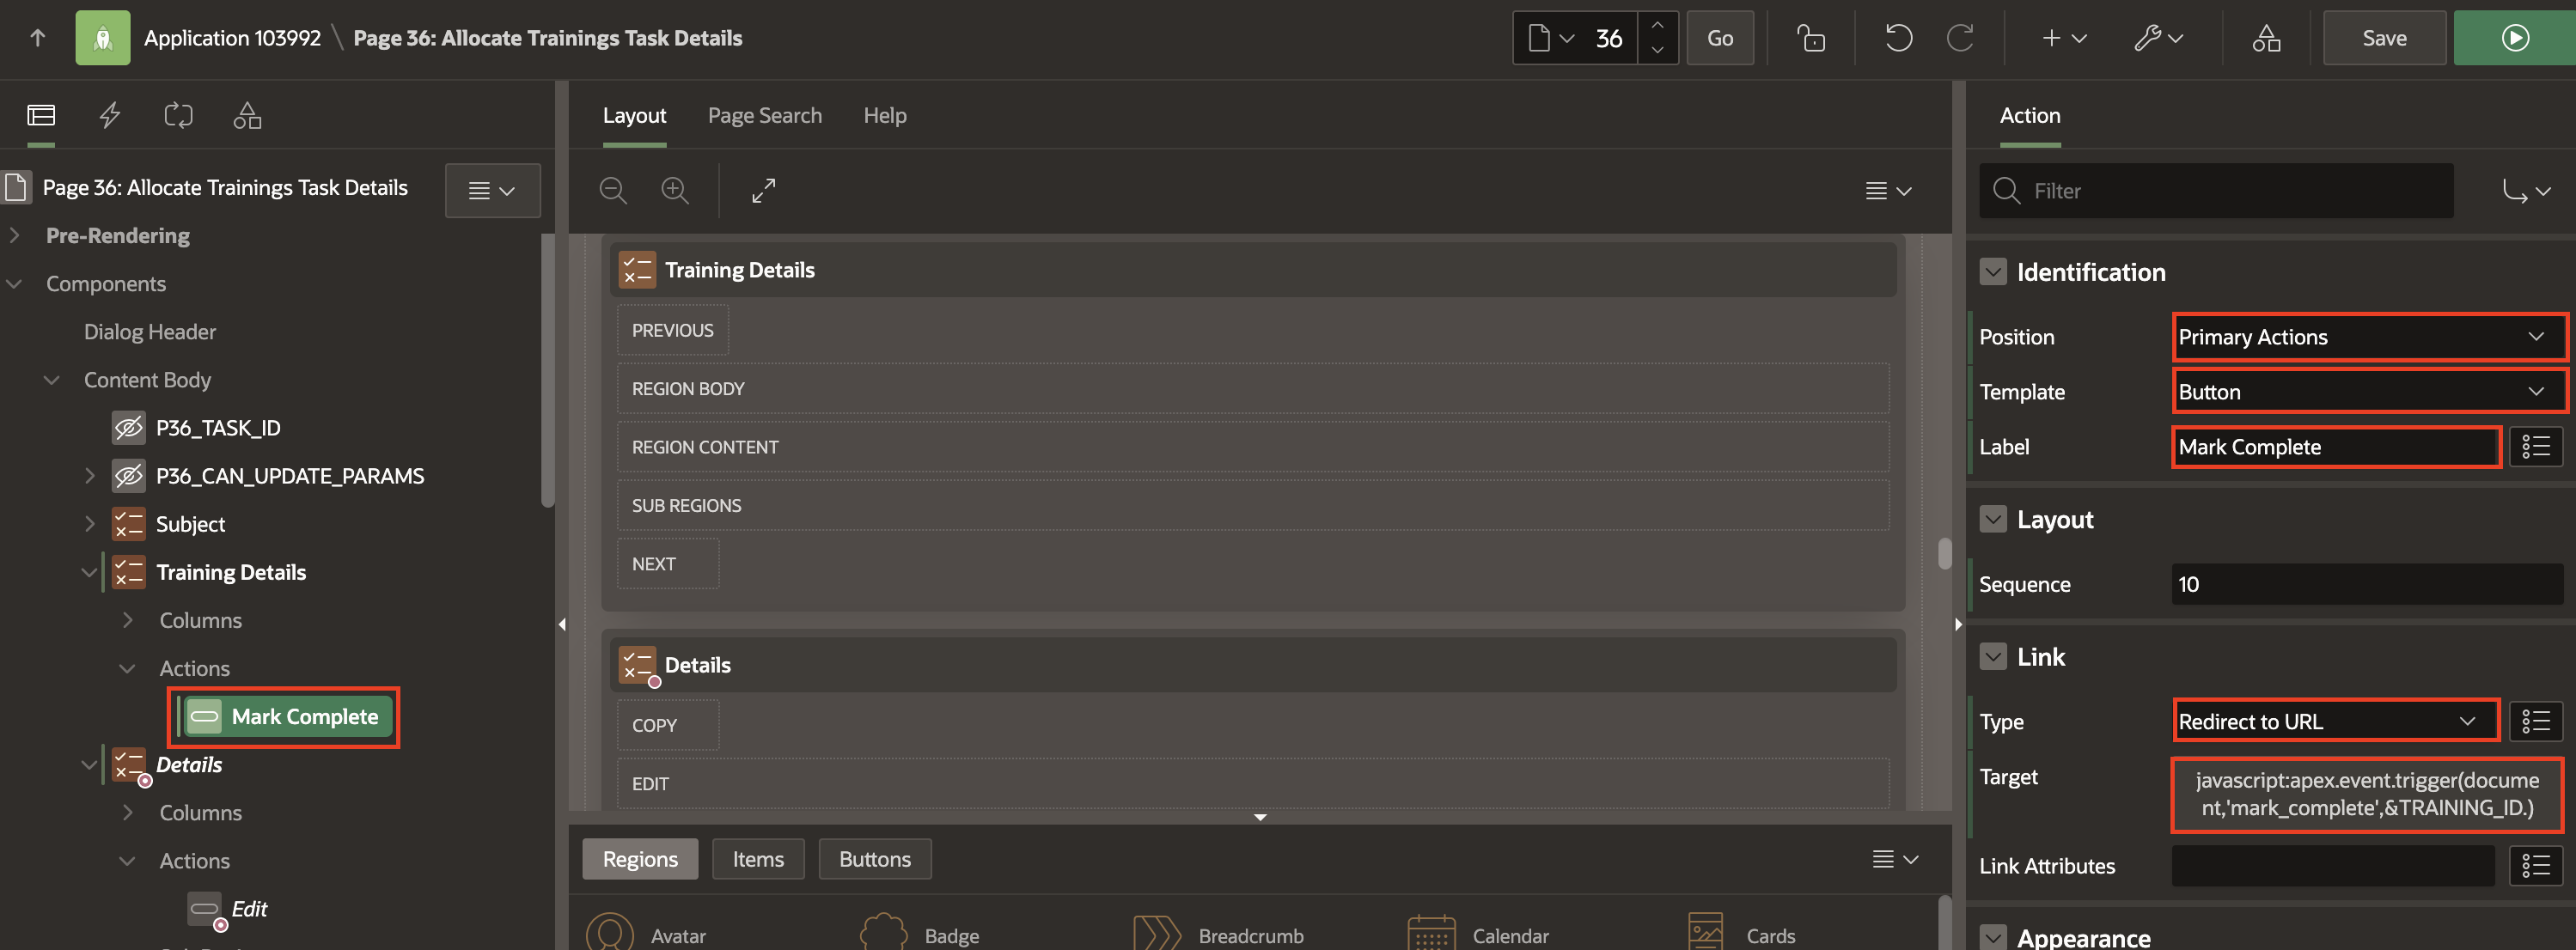 Application 103992 \ Page 36: Allocate Trainings Task Details
36
Go
Save
Page 36: Allocate Trainings Task Details
Pre-Rendering
Components
Dialog Header
Content Body
P36_TASK_ID
P36_CAN_UPDATE_PARAMS
Subject
Training Details
Columns
Actions
Mark Complete
Details
Columns
Actions
Edit
Layout
Page Search
Help
Training Details
PREVIOUS
REGION BODY
REGION CONTENT
SUB REGIONS
NEXT
Details
COPY
EDIT
Regions
Items
Buttons
Avatar
Badge
Breadcrumb
Calendar
Cards
Action
Filter
Identification
Position
Primary Actions
Template
Button
Label
Mark Complete
Layout
Sequence
10
Link
Type
Redirect to URL
Target
javascript:apex.event.trigger(docume
nt,'mark_complete',&TRAINING_ID.)
Link Attributes
Appearance